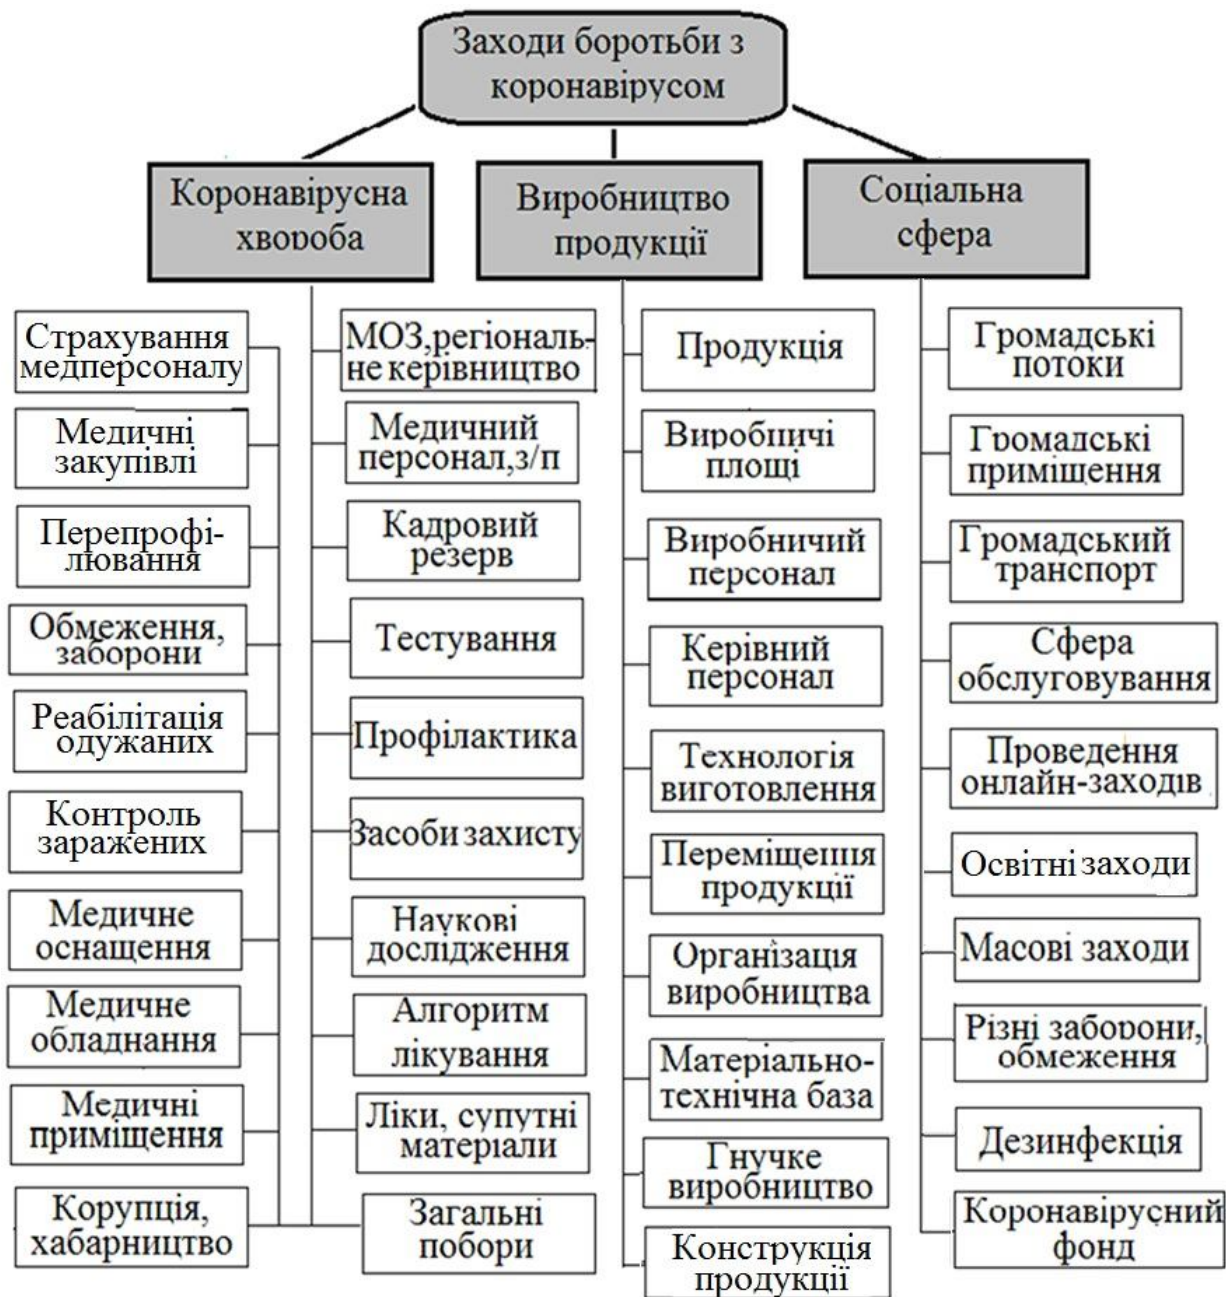 Заходи боротьби з
коронавірусом
Коронавірусна
хвороба
Виробництво
продукції
Соціальна
сфера
Страхування
медперсоналу
Медичні
закупівлі
Перепрофі-
лювання
Обмеження,
заборони
Реабілітація
одужаних
Контроль
заражених
Медичне
оснащення
Медичне
обладнання
Медичні
приміщення
Корупція,
хабарництво
МОЗ,регіональ-
не керівництво
Медичний
персонал,з/п
Кадровий
резерв
Тестування
Профілактика
Засоби захисту
Наукові
дослідження
Алгоритм
лікування
Ліки, супутні
матеріали
Загальні
побори
Продукція
Виробничі
площі
Виробничий
персонал
Керівний
персонал
Технологія
виготовлення
Переміщення
продукції
Організація
виробництва
Матеріально-
технічна база
Гнучке
виробництво
Конструкція
продукції
Громадські
потоки
Громадські
приміщення
Громадський
транспорт
Сфера
обслуговування
Проведення
онлайн-заходів
Освітні заходи
Масові заходи
Різні заборони,
обмеження
Дезинфекція
Коронавірусний
фонд